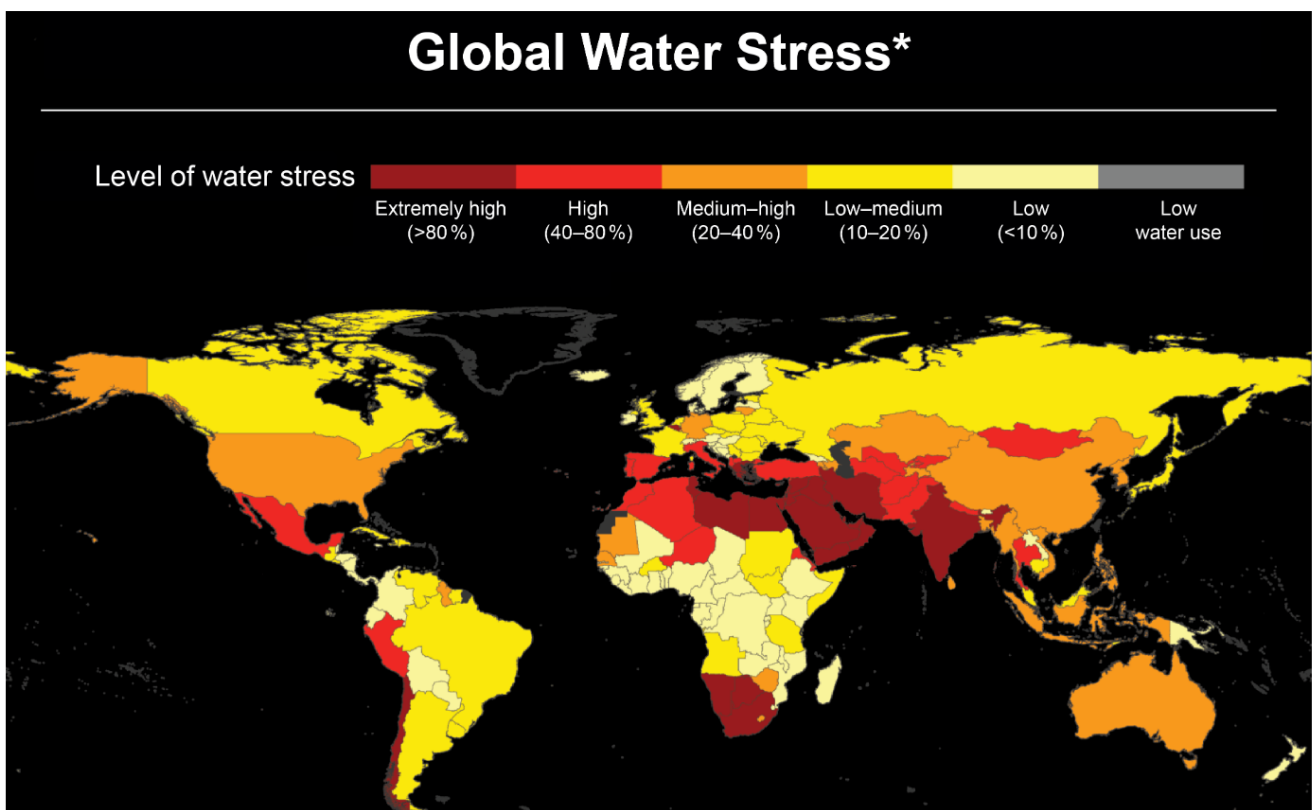 Global Water Stress*
Level of water stress
Extremely high
(>80 %)
High
(40–80 %)
Medium–high
(20–40 %)
Low–medium
(10–20 %)
Low
(<10 %)
Low
water use